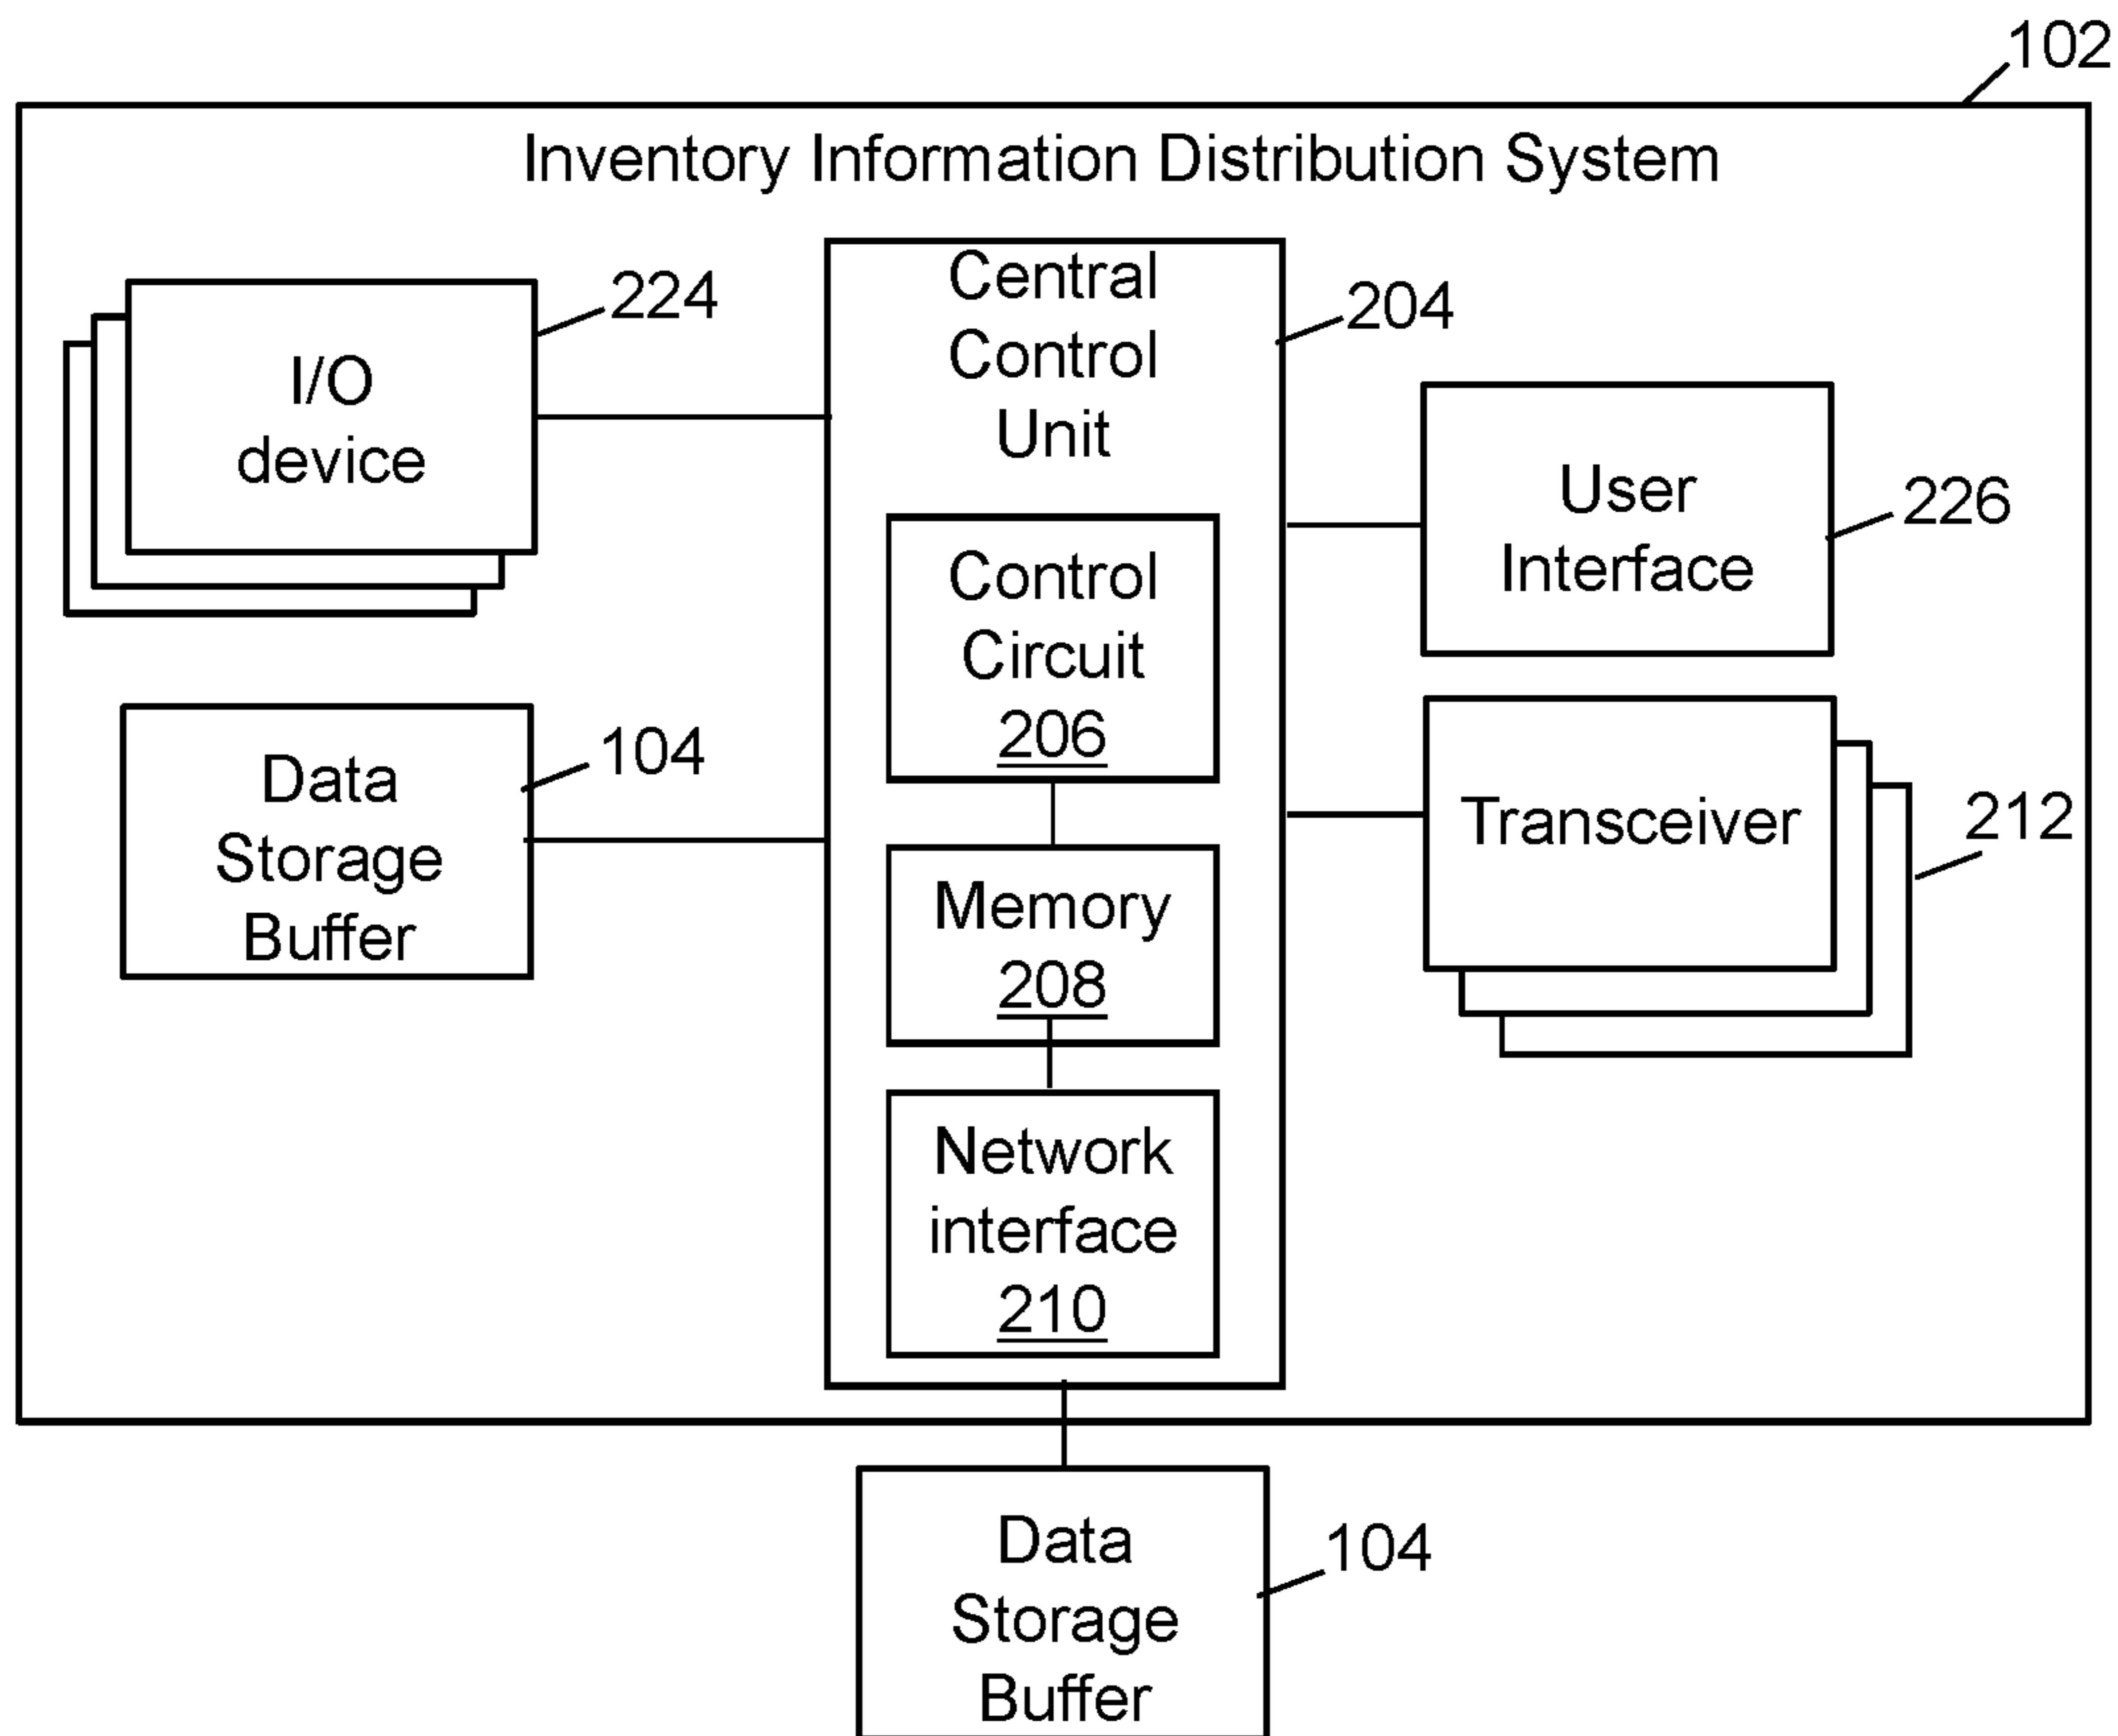 102
Inventory Information Distribution System
I/O
device
224
Central
Control
Unit
204
User
Interface
226
Control
Circuit
206
Data
Storage
Buffer
104
Transceiver
212
Memory
208
Network
interface
210
Data
Storage
Buffer
104